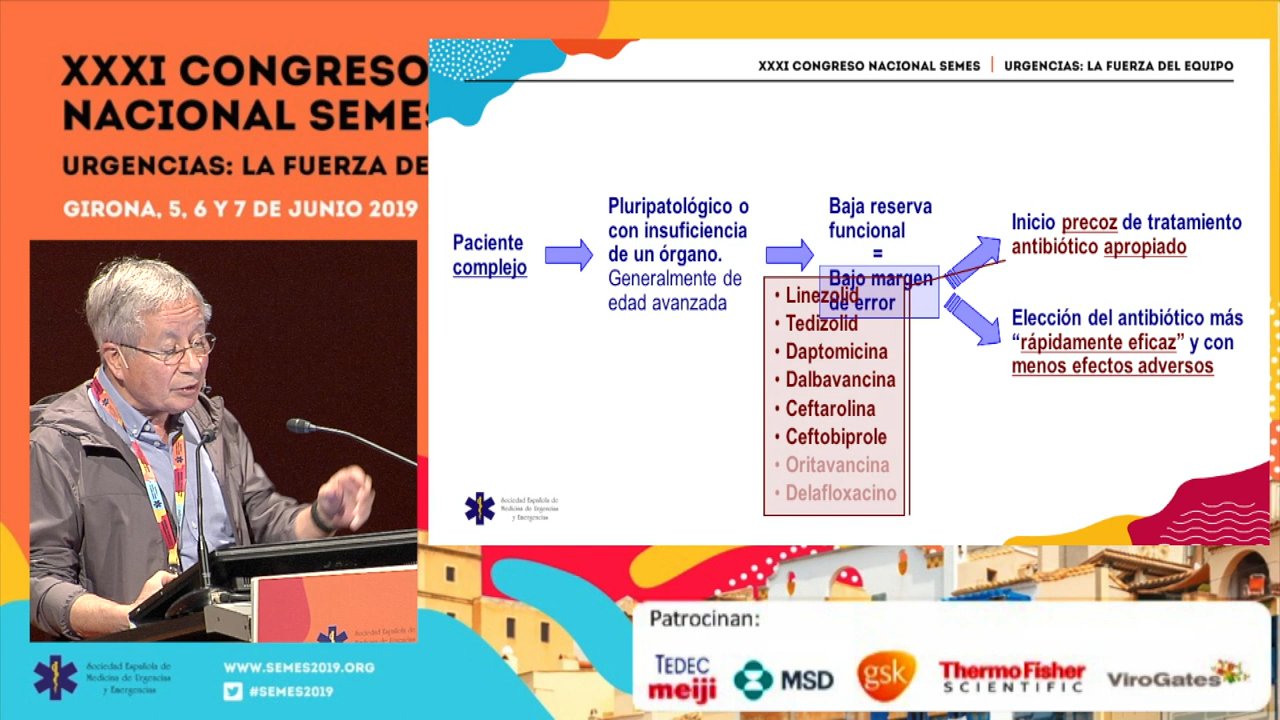 XXXI CONGRESO
NACIONAL SEMES
URGENCIAS: LA FUERZA DE
GIRONA, 5, 6 Y 7 DE JUNIO 2019
XXXI CONGRESO NACIONAL SEMES | URGENCIAS: LA FUERZA DEL EQUIPO
Paciente
complejo
Pluripatológico o
con insuficiencia
de un órgano.
Generalmente de
edad avanzada
Baja reserva
funcional
=
Bajo margen
de error
• Linezolid
• Tedizolid
• Daptomicina
• Dalbavancina
• Ceftarolina
• Ceftobiprole
• Oritavancina
• Delafloxacino
Inicio precoz de tratamiento
antibiótico apropiado
Elección del antibiótico más
“rápidamente eficaz” y con
menos efectos adversos
Sociedad Española de
Medicina de Urgencias
y Emergencias
Sociedad Española de
Medicina de Urgencias
y Emergencias
WWW.SEMES2019.ORG
#SEMES2019
Patrocinan:
TEDEC
meiji
MSD
gsk
ThermoFisher
SCIENTIFIC
ViroGates